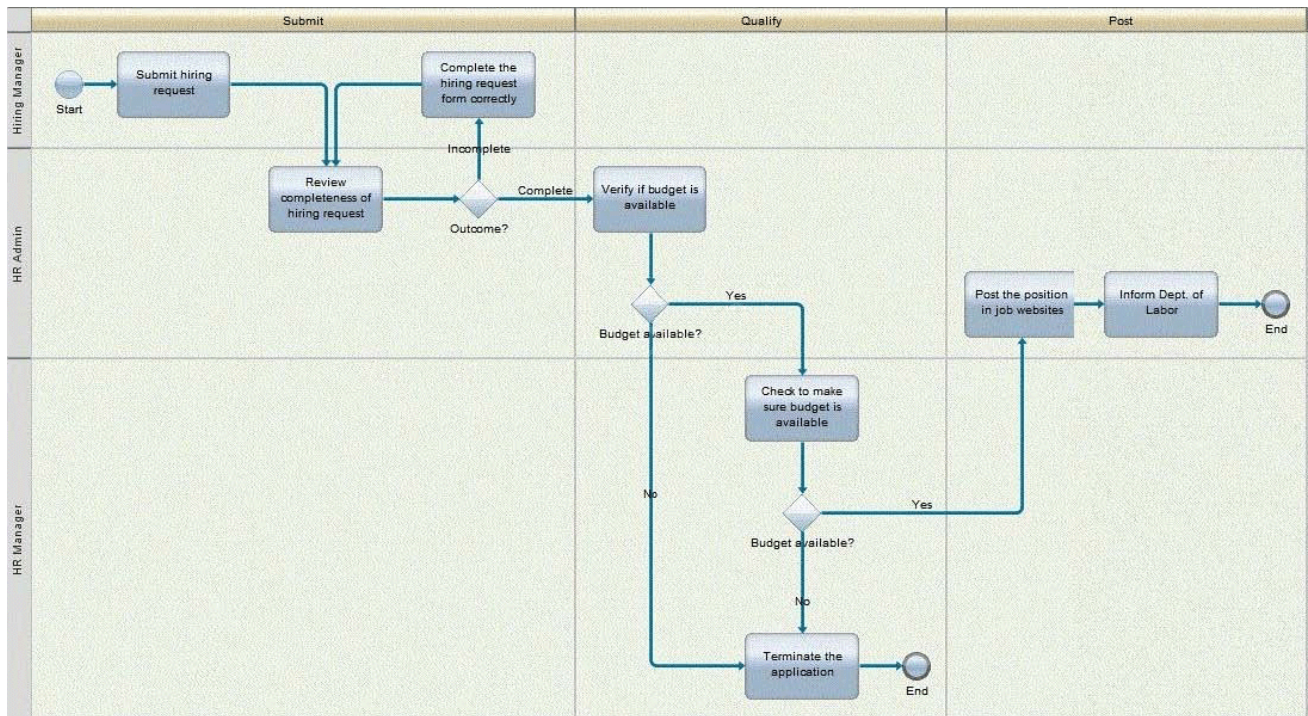 Submit
Qualify
Post
Hiring Manager
Start
Submit hiring
request
Complete the
hiring request
form correctly
Incomplete
HR Admin
Review
completeness of
hiring request
Outcome?
Complete
Verify if budget is
available
Budget available?
Yes
Post the position
in job websites
Inform Dept. of
Labor
End
HR Manager
Check to make
sure budget is
available
No
Budget available?
Yes
No
Terminate the
application
End